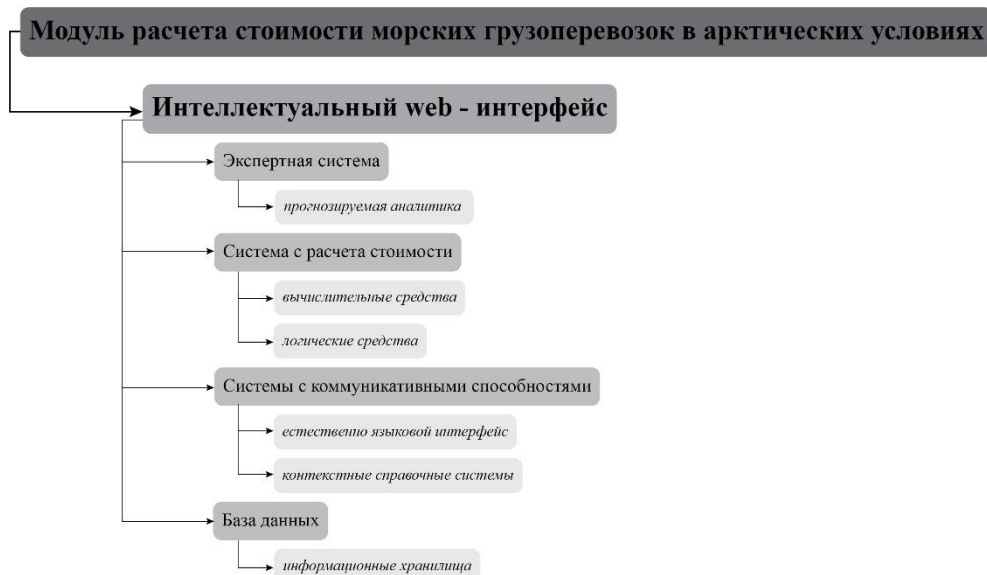 Модуль расчета стоимости морских грузоперевозок в арктических условиях
Интеллектуальный web - интерфейс
Экспертная система
прогнозируемая аналитика
Система с расчета стоимости
вычислительные средства
логические средства
Системы с коммуникативными способностями
естественно языковой интерфейс
контекстные справочные системы
База данных
информационные хранилища